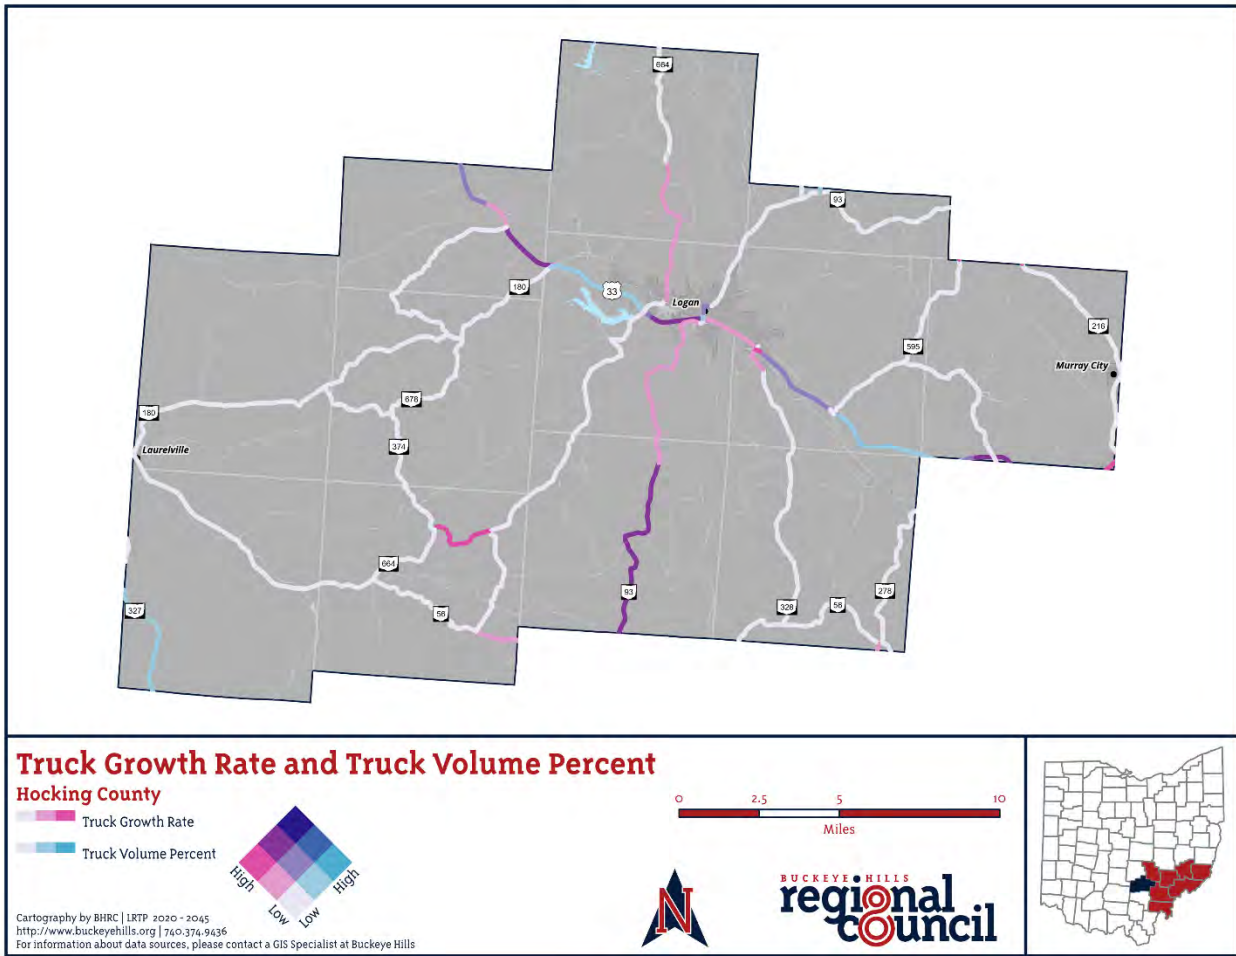 664
93
180
33
Logan
216
595
Murray City
678
180
374
Laurelville
664
93
278
327
56
328
56
Truck Growth Rate and Truck Volume Percent
Hocking County
Truck Growth Rate
Truck Volume Percent
High
High
Low
Low
Cartography by BHRC | LRTP 2020 - 2045
http://www.buckeyehills.org | 740.374.9436
For information about data sources, please contact a GIS Specialist at Buckeye Hills
0 2.5 5 10
Miles
N
BUCKEYE HILLS
regional
council